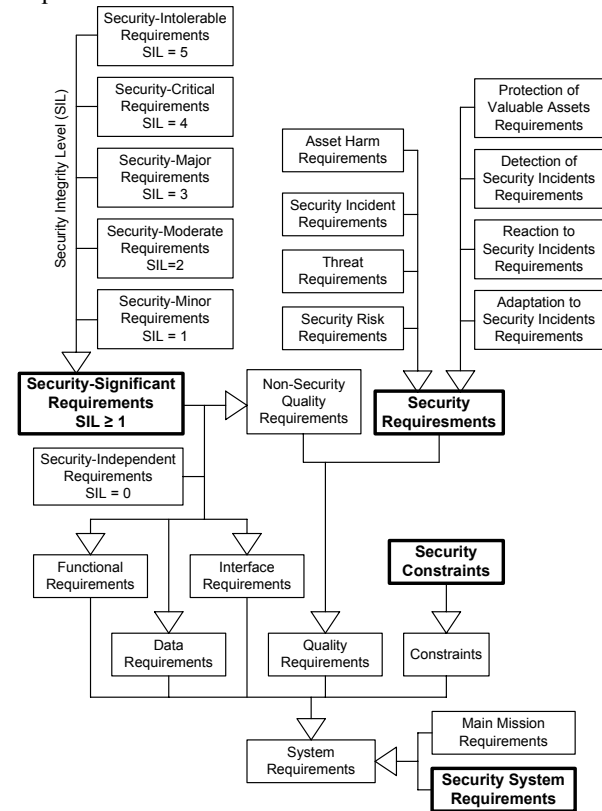 Security-Intolerable
Requirements
SIL = 5
Security-Critical
Requirements
SIL = 4
Security-Major
Requirements
SIL = 3
Security-Moderate
Requirements
SIL=2
Security-Minor
Requirements
SIL = 1
Security Integrity Level (SIL)
Asset Harm
Requirements
Security Incident
Requirements
Threat
Requirements
Security Risk
Requirements
Protection of
Valuable Assets
Requirements
Detection of
Security Incidents
Requirements
Reaction to
Security Incidents
Requirements
Adaptation to
Security Incidents
Requirements
Security-Significant
Requirements
SIL ≥ 1
Non-Security
Quality
Requirements
Security
Requiresments
Security-Independent
Requirements
SIL = 0
Functional
Requirements
Interface
Requirements
Security
Constraints
Data
Requirements
Quality
Requirements
Constraints
System
Requirements
Main Mission
Requirements
Security System
Requirements